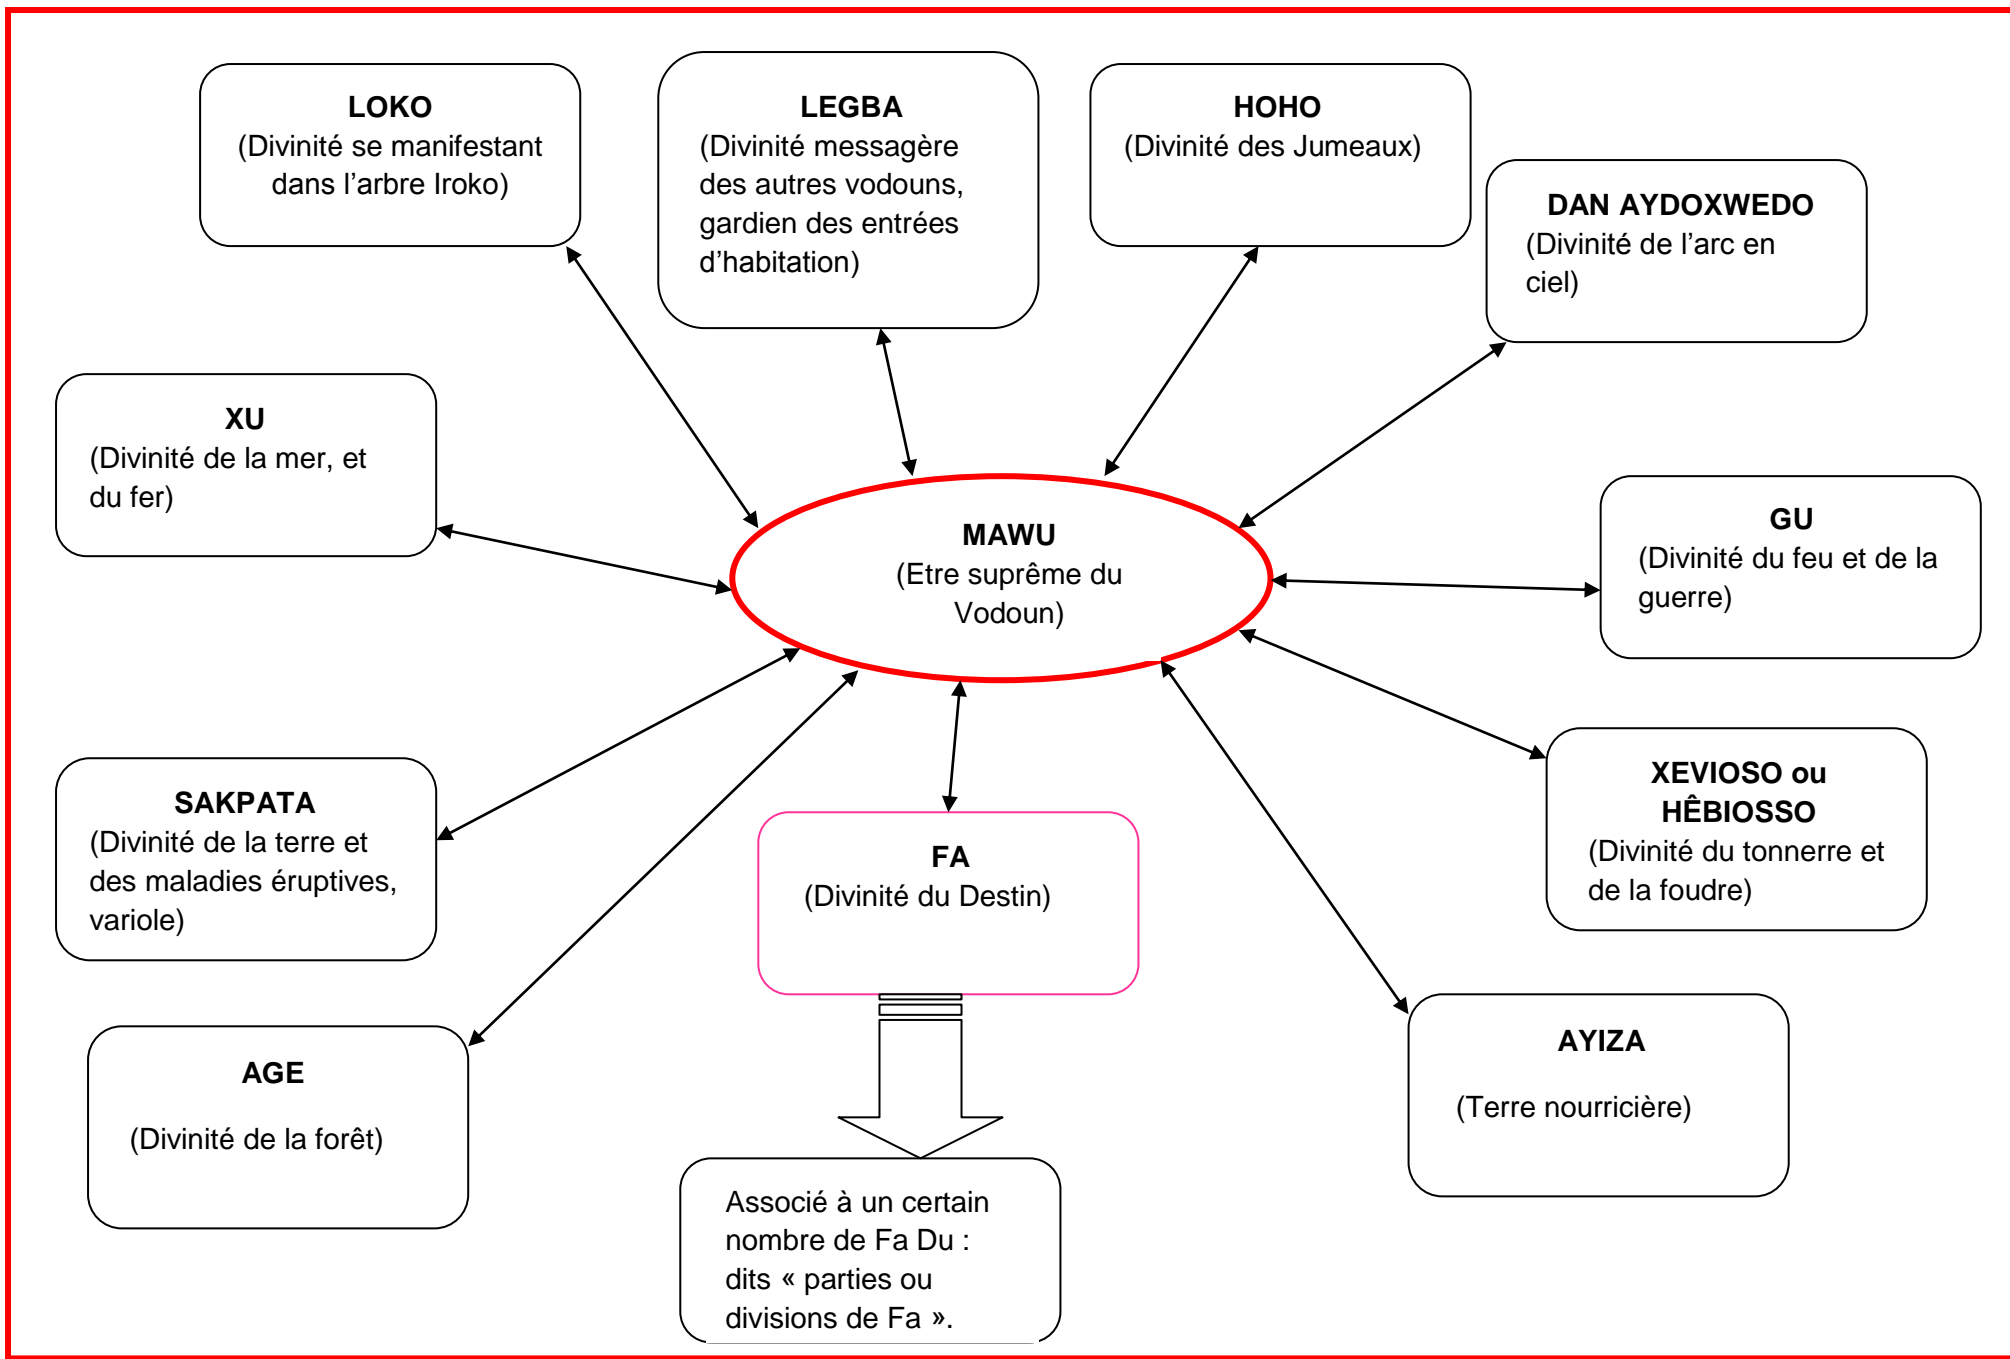 LOKO
(Divinité se manifestant
dans l’arbre Iroko)
LEGBA
(Divinité messagère
des autres vodouns,
gardien des entrées
d’habitation)
HOHO
(Divinité des Jumeaux)
DAN AYDOXWEDO
(Divinité de l’arc en
ciel)
XU
(Divinité de la mer, et
du fer)
MAWU
(Etre suprême du
Vodoun)
GU
(Divinité du feu et de la
guerre)
SAKPATA
(Divinité de la terre et
des maladies éruptives,
variole)
FA
(Divinité du Destin)
XEVIOSO ou
HÊBIOSSO
(Divinité du tonnerre et
de la foudre)
AGE
(Divinité de la forêt)
AYIZA
(Terre nourricière)
Associé à un certain
nombre de Fa Du :
dits « parties ou
divisions de Fa ».